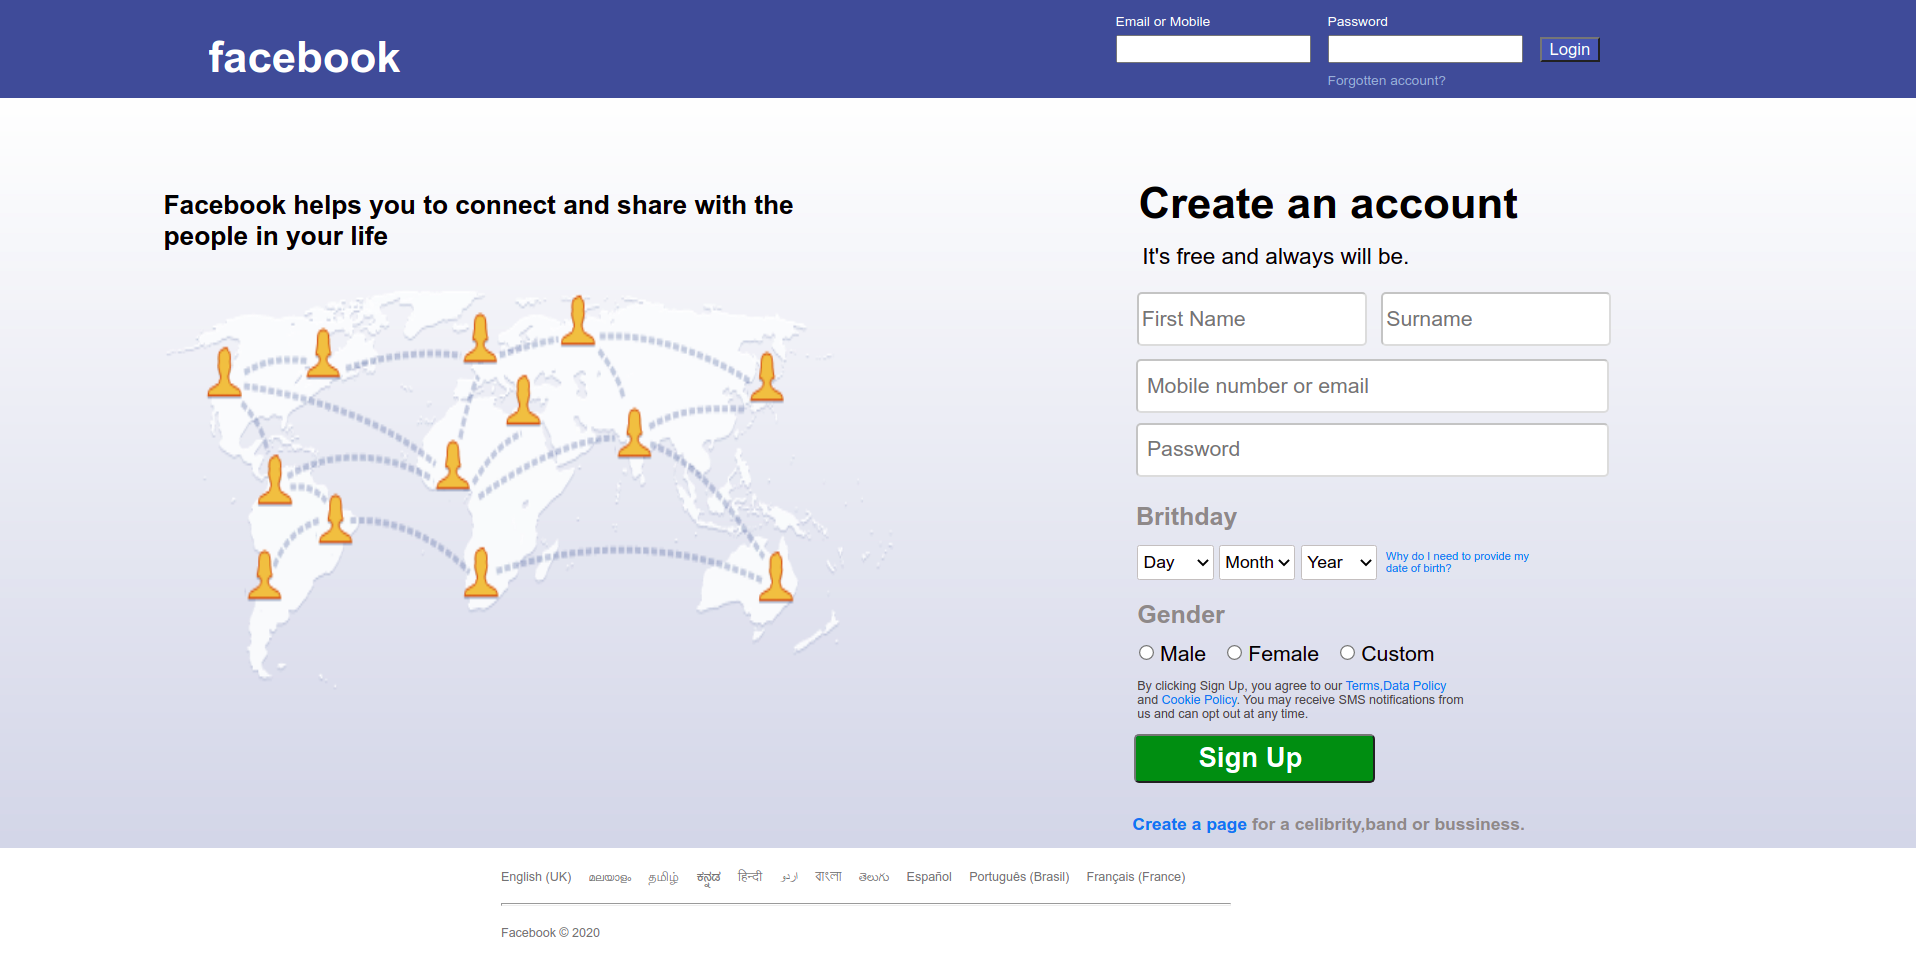 facebook
Email or Mobile
Password
Login
Forgotten account?
Facebook helps you to connect and share with the
people in your life
Create an account
It's free and always will be.
First Name
Surname
Mobile number or email
Password
Brithday
Day
Month
Year
Why do I need to provide my
date of birth?
Gender
Male
Female
Custom
By clicking Sign Up, you agree to our Terms,Data Policy
and Cookie Policy. You may receive SMS notifications from
us and can opt out at any time.
Sign Up
Create a page for a celibrity,band or bussiness.
English (UK) മലയാളം தமிழ் ಕನ್ನಡ हिन्दी اردو বাংলা తెలుగు Español Português (Brasil) Français (France)
Facebook © 2020